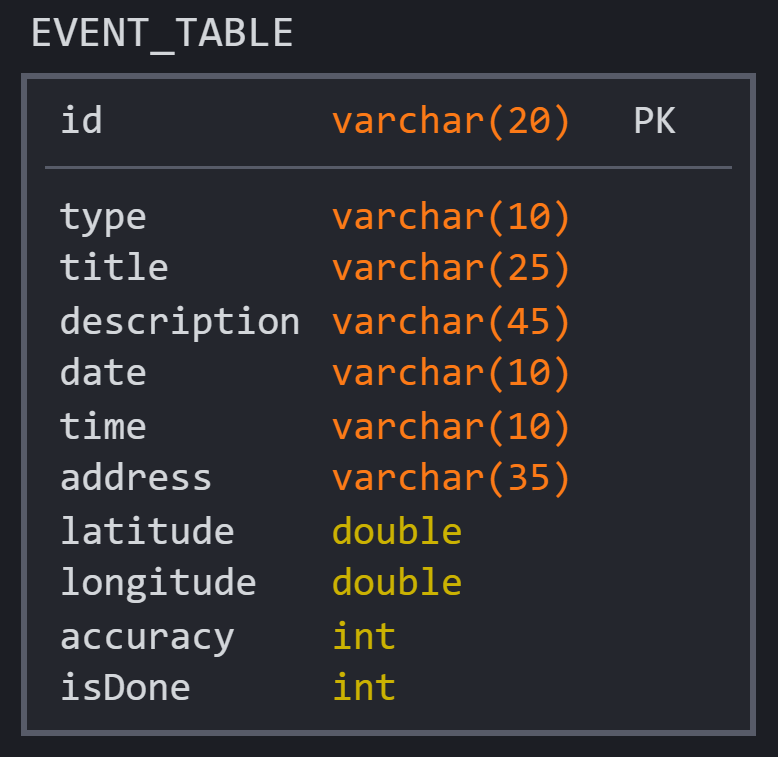 EVENT_TABLE
id varchar(20) PK
type varchar(10)
title varchar(25)
description varchar(45)
date varchar(10)
time varchar(10)
address varchar(35)
latitude double
longitude double
accuracy int
isDone int